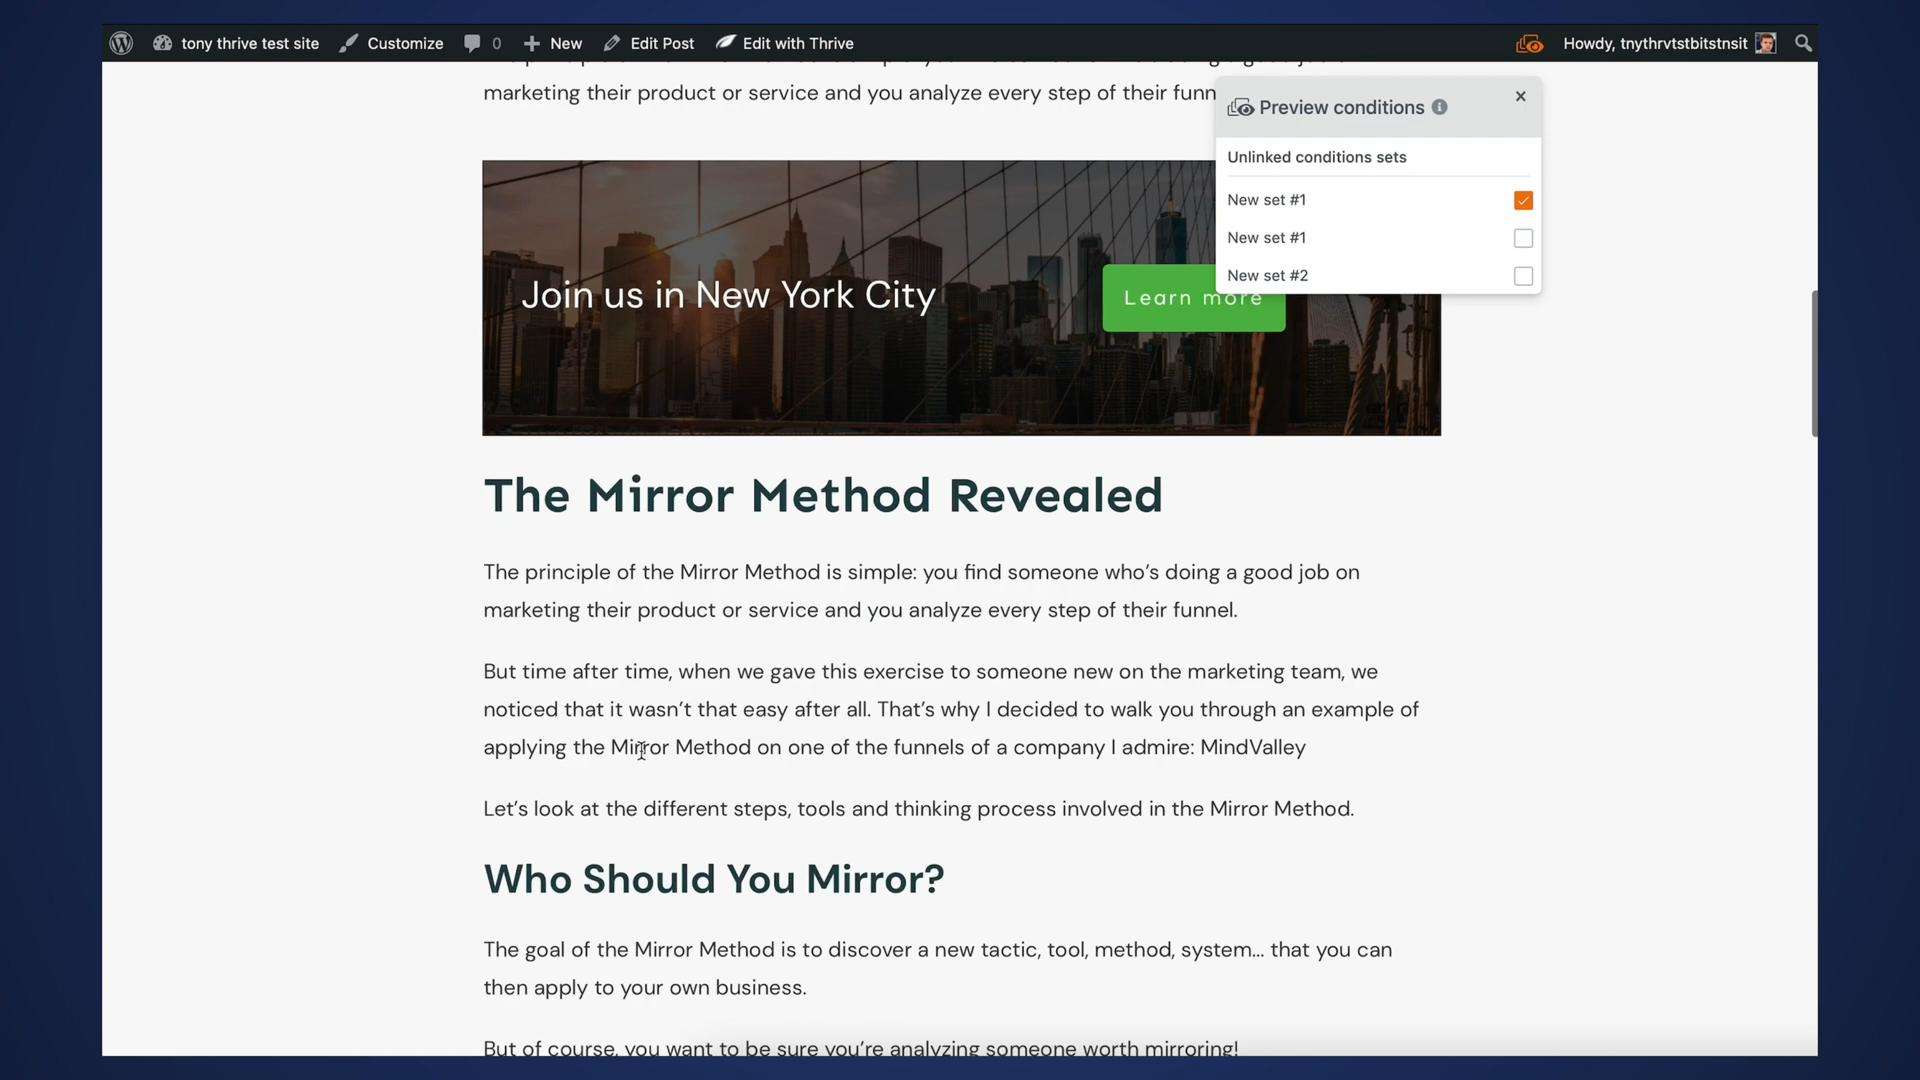 tony thrive test site
Customize
0
New
Edit Post
Edit with Thrive
Howdy, tnythrvtstbitstnsit
marketing their product or service and you analyze every step of their funn
Preview conditions
Unlinked conditions sets
New set #1
New set #1
New set #2
Join us in New York City
Learn more
The Mirror Method Revealed
The principle of the Mirror Method is simple: you find someone who's doing a good job on
marketing their product or service and you analyze every step of their funnel.
But time after time, when we gave this exercise to someone new on the marketing team, we
noticed that it wasn't that easy after all. That's why I decided to walk you through an example of
applying the Mirror Method on one of the funnels of a company I admire: MindValley
Let's look at the different steps, tools and thinking process involved in the Mirror Method.
Who Should You Mirror?
The goal of the Mirror Method is to discover a new tactic, tool, method, system... that you can
then apply to your own business.
But of course, you want to be sure you're analyzing someone worth mirroring!